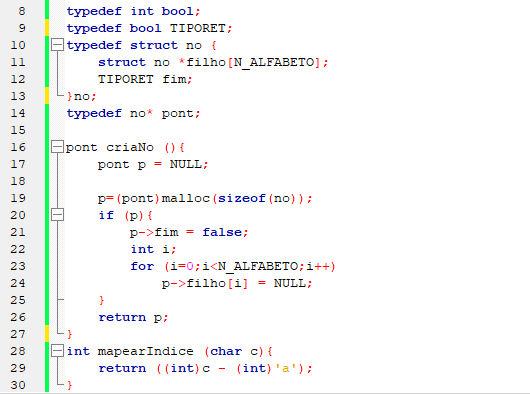 8 typedef int bool;
9 typedef bool TIPORET;
10 typedef struct no {
11 struct no *filho[N_ALFABETO];
12 TIPORET fim;
13 }no;
14 typedef no* pont;
15
16 pont criaNo (){
17 pont p = NULL;
18
19 p=(pont)malloc(sizeof(no));
20 if (p){
21 p->fim = false;
22 int i;
23 for (i=0;i<N_ALFABETO;i++)
24 p->filho[i] = NULL;
25 }
26 return p;
27 }
28 int mapearIndice (char c){
29 return ((int)c - (int)'a');
30 }